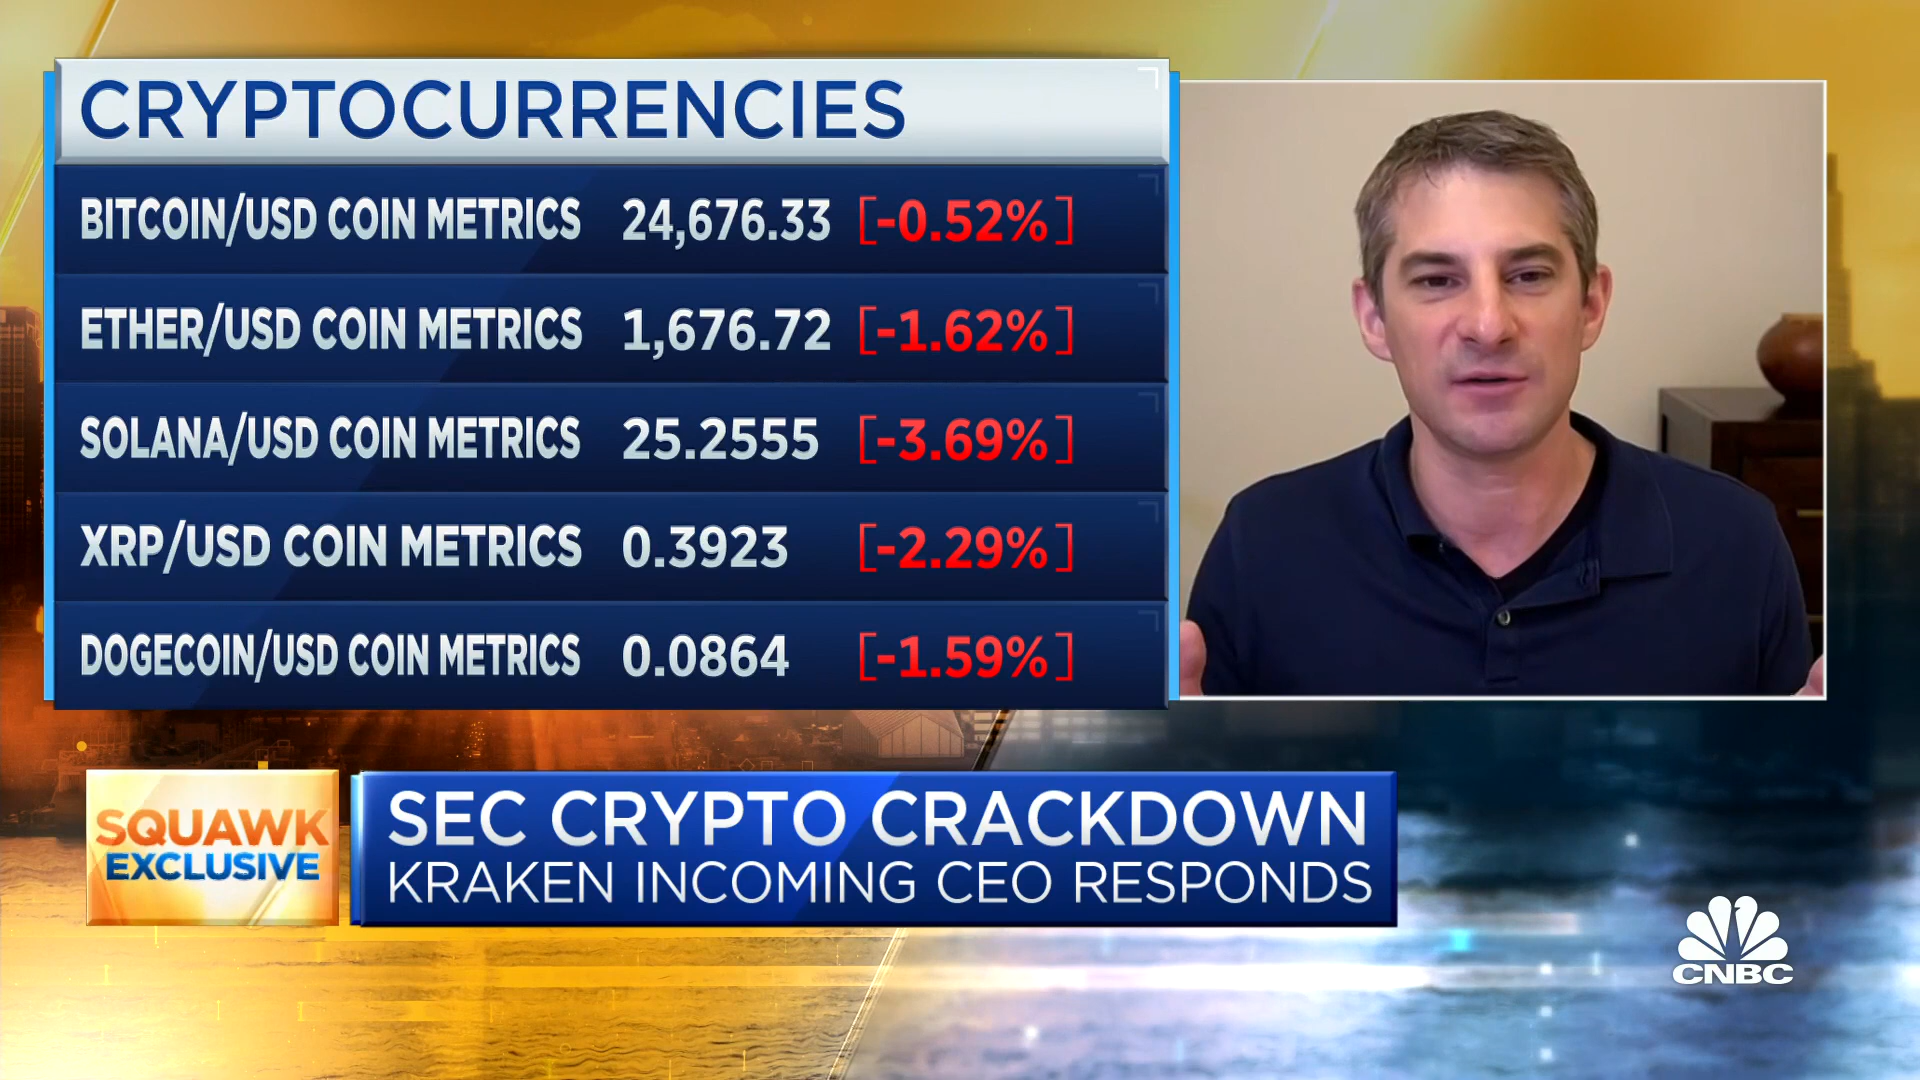 CRYPTOCURRENCIES
BITCOIN/USD COIN METRICS 24,676.33 [-0.52%]
ETHER/USD COIN METRICS 1,676.72 [-1.62%]
SOLANA/USD COIN METRICS 25.2555 [-3.69%]
XRP/USD COIN METRICS 0.3923 [-2.29%]
DOGECOIN/USD COIN METRICS 0.0864 [-1.59%]
SQUAWK
EXCLUSIVE
SEC CRYPTO CRACKDOWN
KRAKEN INCOMING CEO RESPONDS
CNBC